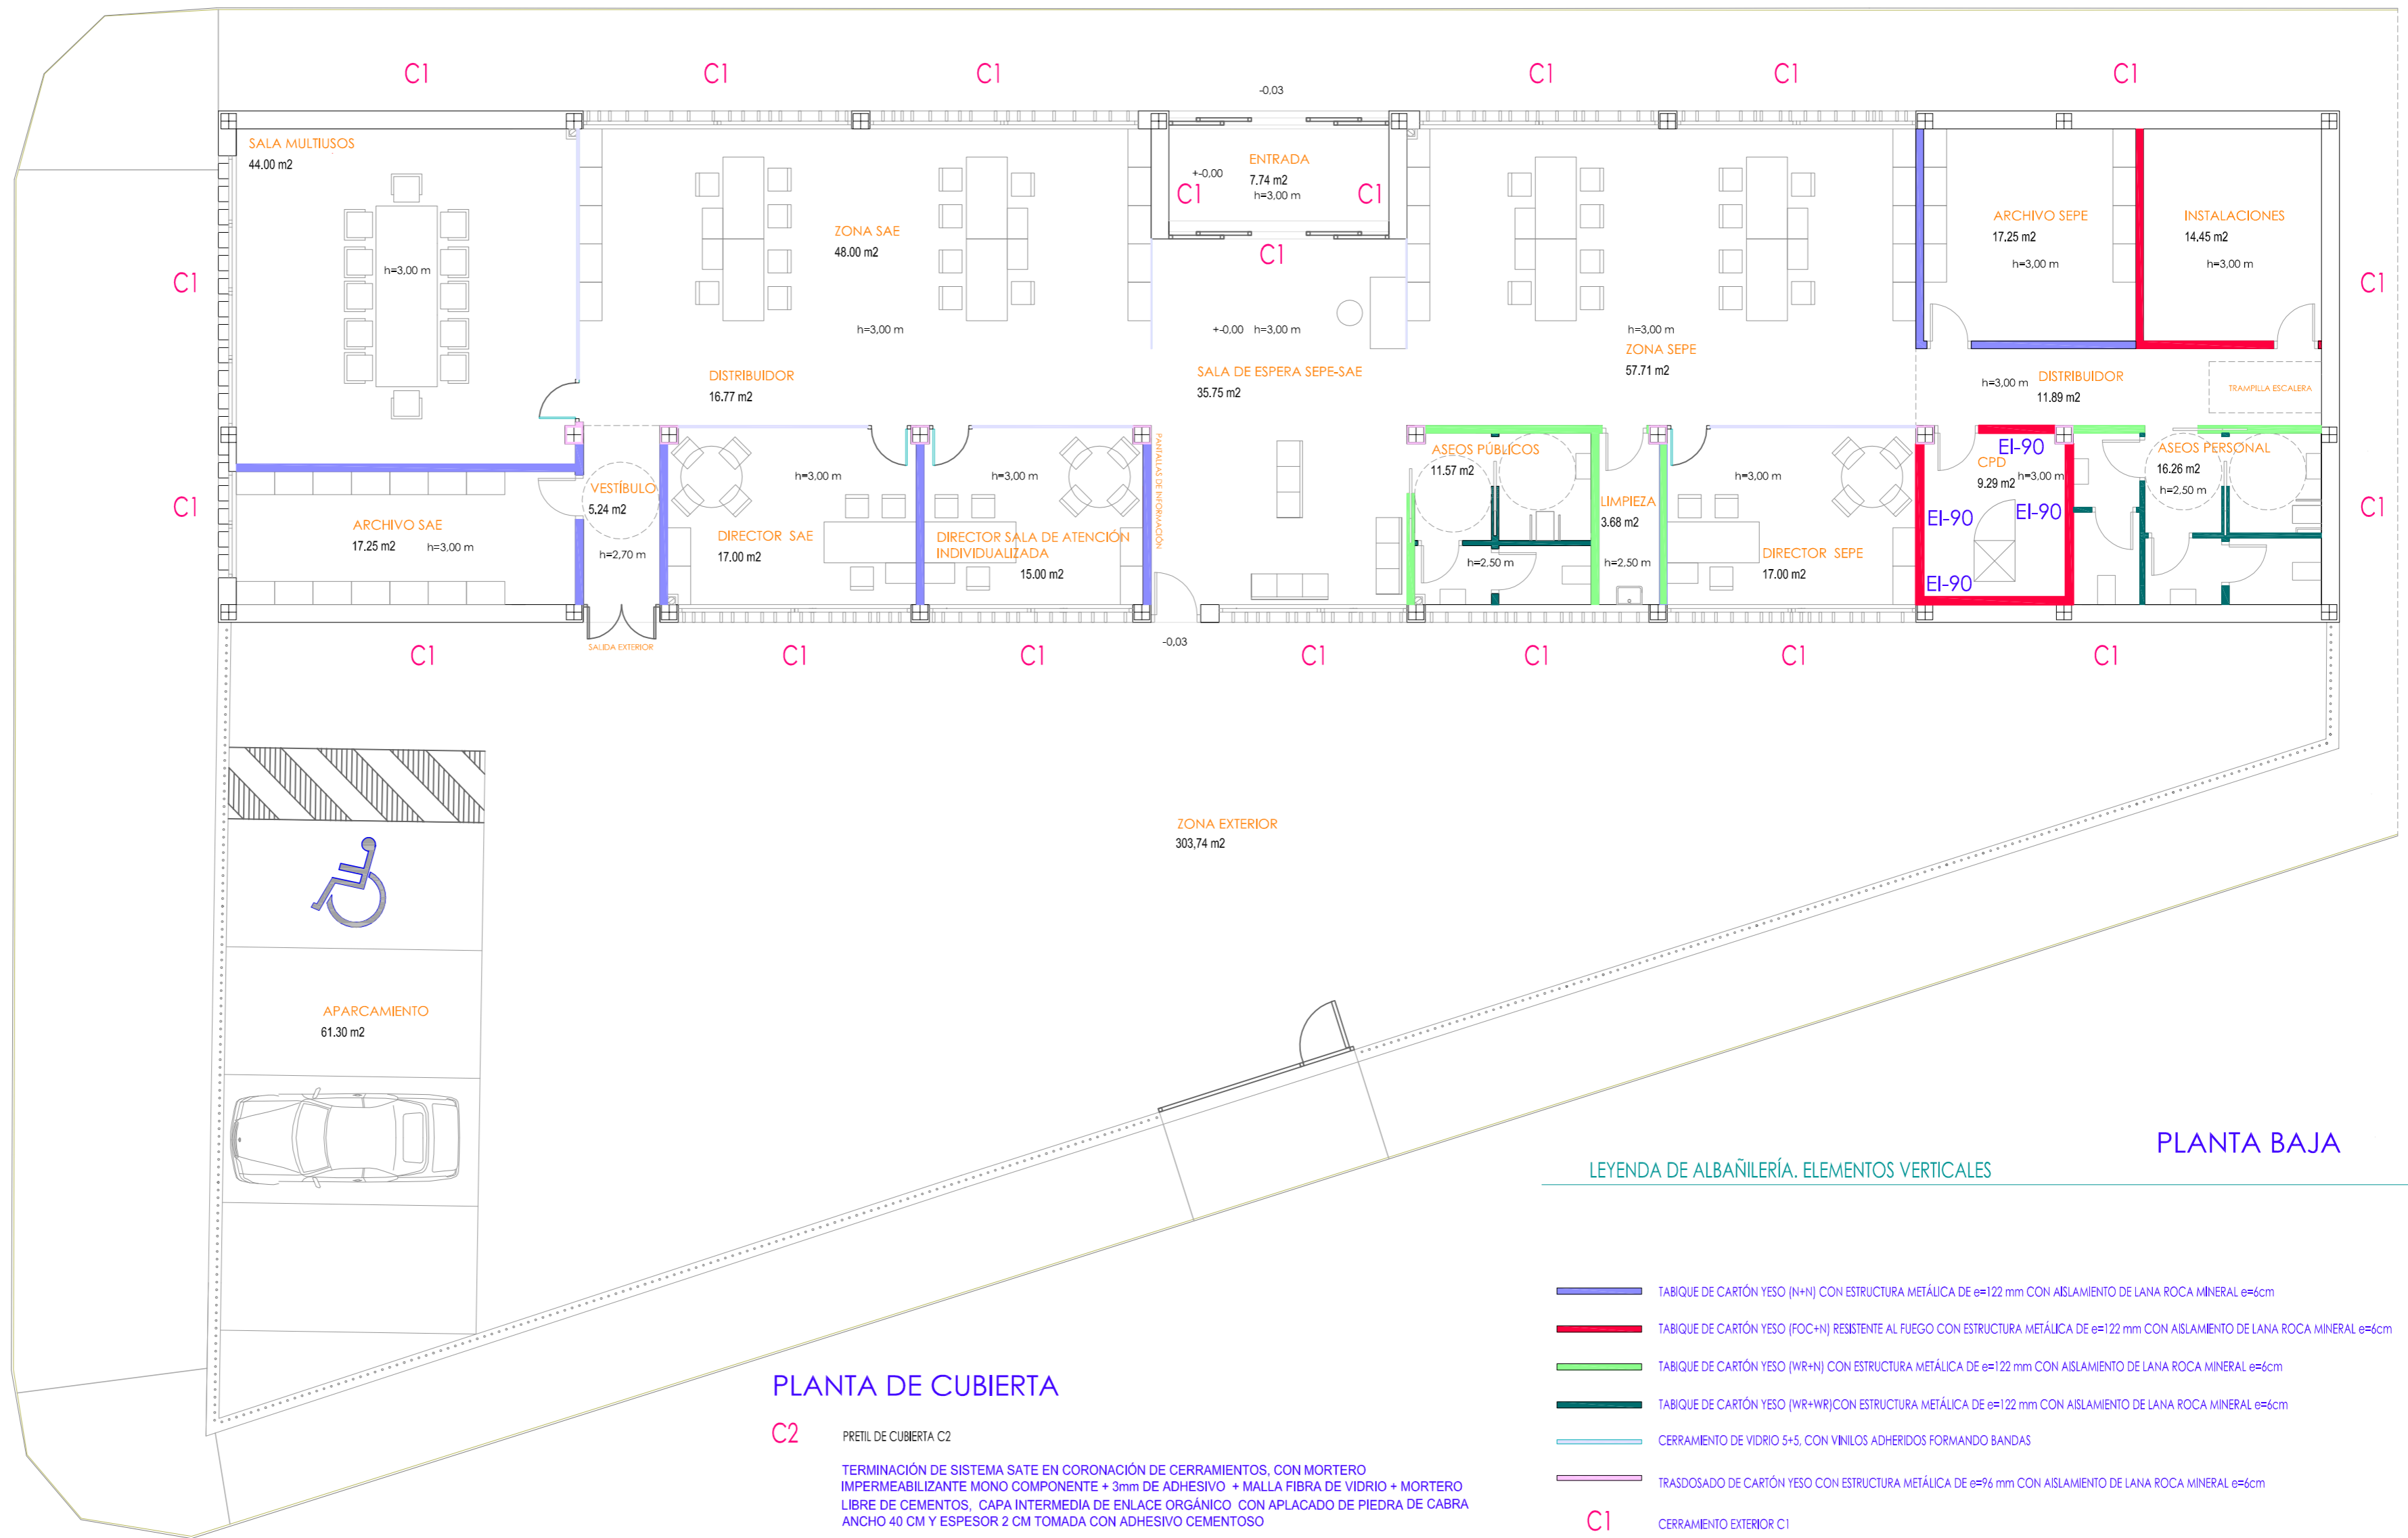 C1
C1
C1
C1
C1
C1
-0.03
SALA MULTIUSOS
44.00 m2
ENTRADA
+-0.00
7.74 m2
h=3,00 m
C1
C1
ARCHIVO SEPE
17.25 m2
h=3,00 m
INSTALACIONES
14.45 m2
h=3,00 m
ZONA SAE
48.00 m2
C1
h=3,00 m
C1
C1
h=3,00 m
+-0.00
h=3,00 m
h=3,00 m
ZONA SEPE
57.71 m2
DISTRIBUIDOR
16.77 m2
SALA DE ESPERA SEPE-SAE
35.75 m2
h=3,00 m
DISTRIBUIDOR
11.89 m2
TRAMPILLA ESCALERA
PANTALLAS DE INFORMACIÓN
ASEOS PÚBLICOS
11.57 m2
EI-90
CPD
9.29 m2
h=3,00 m
ASEOS PERSONAL
16.26 m2
h=2,50 m
h=3,00 m
h=3,00 m
h=3,00 m
VESTÍBULO
5.24 m2
h=2,70 m
C1
C1
LIMPIEZA
3.68 m2
h=2,50 m
h=2,50 m
EI-90
EI-90
EI-90
ARCHIVO SAE
17.25 m2
h=3,00 m
DIRECTOR SAE
17.00 m2
DIRECTOR SALA DE ATENCIÓN
INDIVIDUALIZADA
15.00 m2
DIRECTOR SEPE
17.00 m2
SALIDA EXTERIOR
-0,03
C1
C1
C1
C1
C1
C1
C1
ZONA EXTERIOR
303,74 m2
APARCAMIENTO
61.30 m2
PLANTA BAJA
LEYENDA DE ALBAÑILERÍA. ELEMENTOS VERTICALES
TABIQUE DE CARTÓN YESO (N+N) CON ESTRUCTURA METÁLICA DE e=122 mm CON AISLAMIENTO DE LANA ROCA MINERAL e=6cm
TABIQUE DE CARTÓN YESO (FOC+N) RESISTENTE AL FUEGO CON ESTRUCTURA METÁLICA DE e=122 mm CON AISLAMIENTO DE LANA ROCA MINERAL e=6cm
TABIQUE DE CARTÓN YESO (WR+N) CON ESTRUCTURA METÁLICA DE e=122 mm CON AISLAMIENTO DE LANA ROCA MINERAL e=6cm
TABIQUE DE CARTÓN YESO (WR+WR)CON ESTRUCTURA METÁLICA DE e=122 mm CON AISLAMIENTO DE LANA ROCA MINERAL e=6cm
CERRAMIENTO DE VIDRIO 5+5, CON VINILOS ADHERIDOS FORMANDO BANDAS
TRASDOSADO DE CARTÓN YESO CON ESTRUCTURA METÁLICA DE e=96 mm CON AISLAMIENTO DE LANA ROCA MINERAL e=6cm
C1 CERRAMIENTO EXTERIOR C1
PLANTA DE CUBIERTA
C2 PRETIL DE CUBIERTA C2
TERMINACIÓN DE SISTEMA SATE EN CORONACIÓN DE CERRAMIENTOS, CON MORTERO
IMPERMEABILIZANTE MONO COMPONENTE + 3mm DE ADHESIVO + MALLA FIBRA DE VIDRIO + MORTERO
LIBRE DE CEMENTOS, CAPA INTERMEDIA DE ENLACE ORGÁNICO CON APLACADO DE PIEDRA DE CABRA
ANCHO 40 CM Y ESPESOR 2 CM TOMADA CON ADHESIVO CEMENTOSO